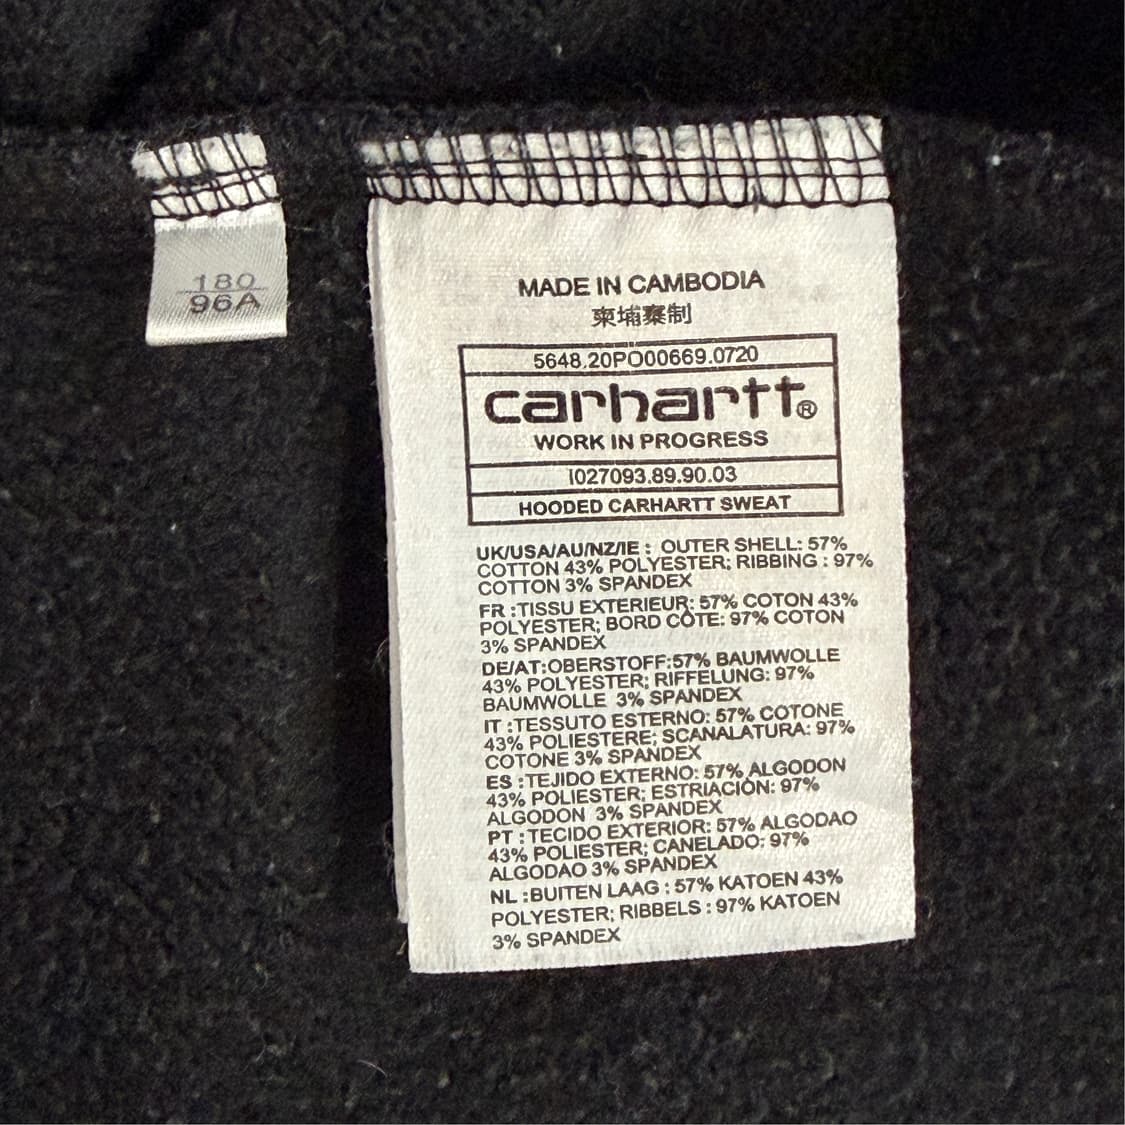 180
96A
MADE IN CAMBODIA
柬埔寨制
5648.20PO00669.0720
carhartt®
WORK IN PROGRESS
I027093.89.90.03
HOODED CARHARTT SWEAT
UK/USA/AU/NZ/IE : OUTER SHELL: 57%
COTTON 43% POLYESTER; RIBBING : 97%
COTTON 3% SPANDEX
FR :TISSU EXTERIEUR: 57% COTON 43%
POLYESTER; BORD CÔTE: 97% COTON
3% SPANDEX
DE/AT:OBERSTOFF:57% BAUMWOLLE
43% POLYESTER; RIFFELUNG: 97%
BAUMWOLLE 3% SPANDEX
IT :TESSUTO ESTERNO: 57% COTONE
43% POLIESTERE; SCANALATURA: 97%
COTONE 3% SPANDEX
ES :TEJIDO EXTERNO: 57% ALGODON
43% POLIESTER; ESTRIACIÓN: 97%
ALGODON 3% SPANDEX
PT :TECIDO EXTERIOR: 57% ALGODAO
43% POLIESTER; CANELADO: 97%
ALGODAO 3% SPANDEX
NL :BUITEN LAAG : 57% KATOEN 43%
POLYESTER; RIBBELS : 97% KATOEN
3% SPANDEX